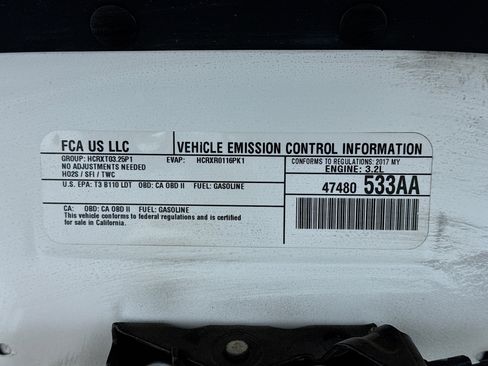 FCA US LLC
VEHICLE EMISSION CONTROL INFORMATION
GROUP: HCRXT03.25P1 EVAP: HCRXR0116PK1
NO ADJUSTMENTS NEEDED
HO2S / SFI / TWC
CONFORMS TO REGULATIONS: 2017 MY
ENGINE: 3.2L
U.S. EPA: T3 B110 LDT OBD: CA OBD II FUEL: GASOLINE
47480 533AA
CA: OBD: CA OBD II FUEL: GASOLINE
This vehicle conforms to federal regulations and is certified
for sale in California.